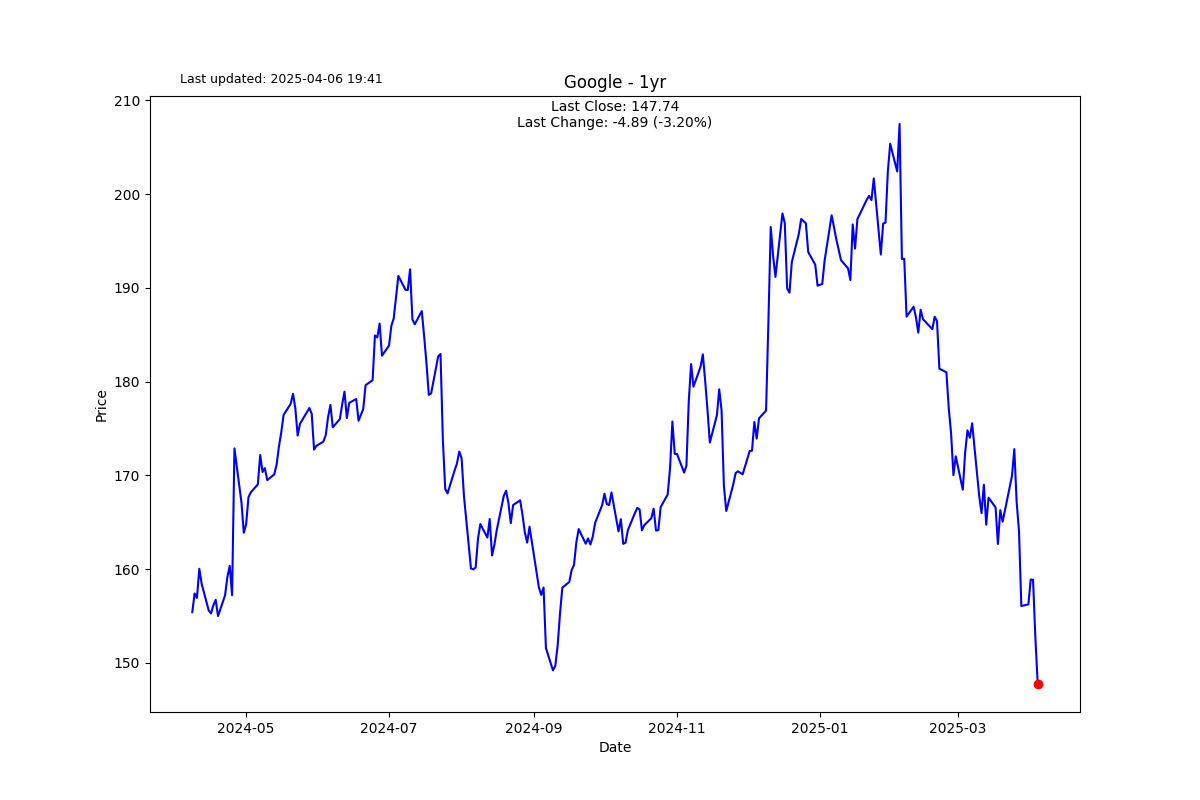 Last updated: 2025-04-06 19:41
Google - 1yr
Last Close: 147.74
Last Change: -4.89 (-3.20%)
210
200
190
180
170
160
150
Price
2024-05
2024-07
2024-09
2024-11
2025-01
2025-03
Date